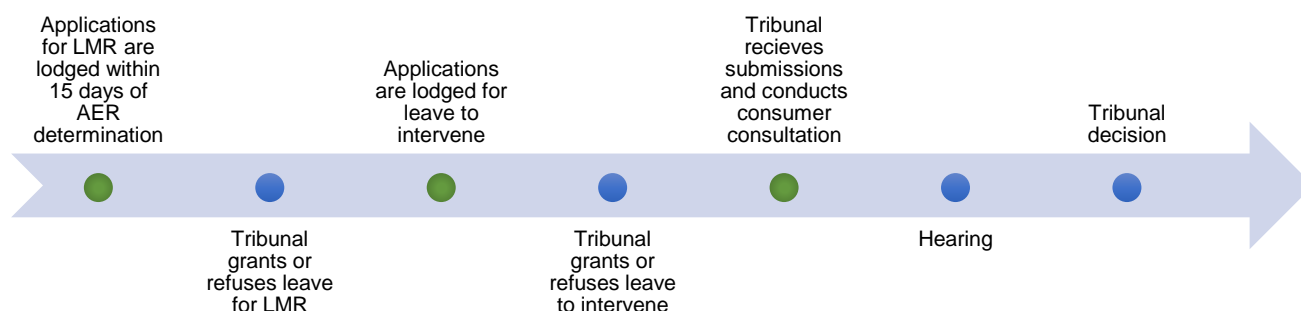 Applications
for LMR are
lodged within
15 days of
AER
determination
Tribunal
grants or
refuses leave
for LMR
Applications
are lodged for
leave to
intervene
Tribunal
grants or
refuses leave
to intervene
Tribunal
recieves
submissions
and conducts
consumer
consultation
Hearing
Tribunal
decision